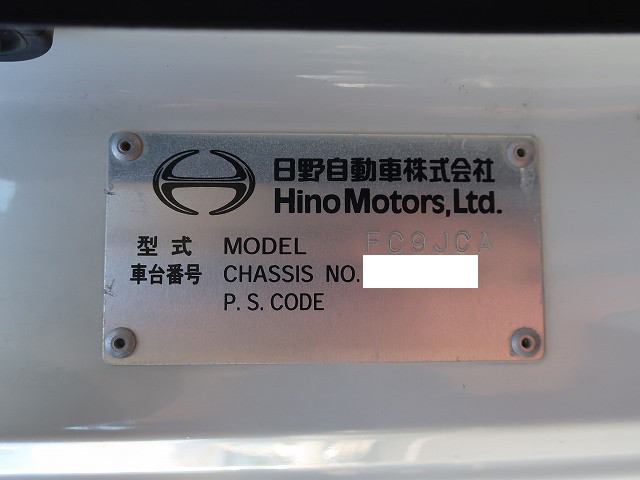 日野自動車株式会社
Hino Motors, Ltd.
型式 MODEL FC9JCA
車台番号 CHASSIS NO.
P.S.CODE